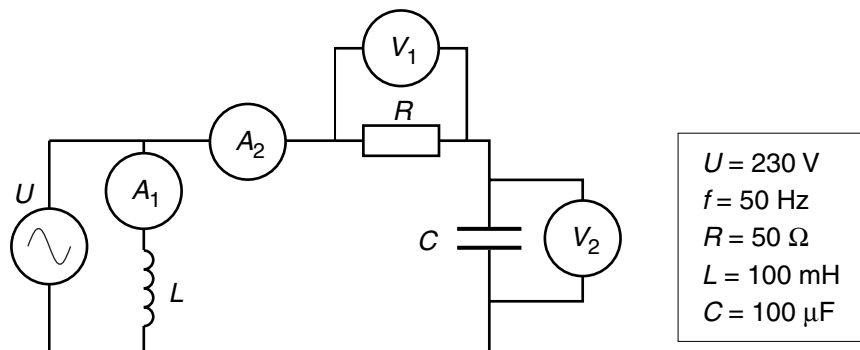 V1
R
A2
U
A1
C
V2
L
U = 230 V
f = 50 Hz
R = 50 Ω
L = 100 mH
C = 100 μF